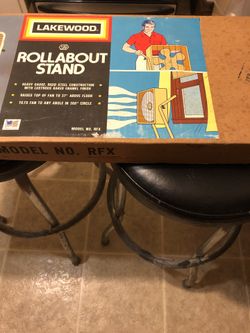 LAKEWOOD
ROLLABOUT
STAND
HEAVY GAUGE, RIGID STEEL CONSTRUCTION
WITH LUSTROUS BAKED ENAMEL FINISH
RAISES TOP OF FAN TO 37" ABOVE FLOOR
TILTS FAN TO ANY ANGLE IN 360° CIRCLE
MODEL NO. RFX
MODEL NO. RFX